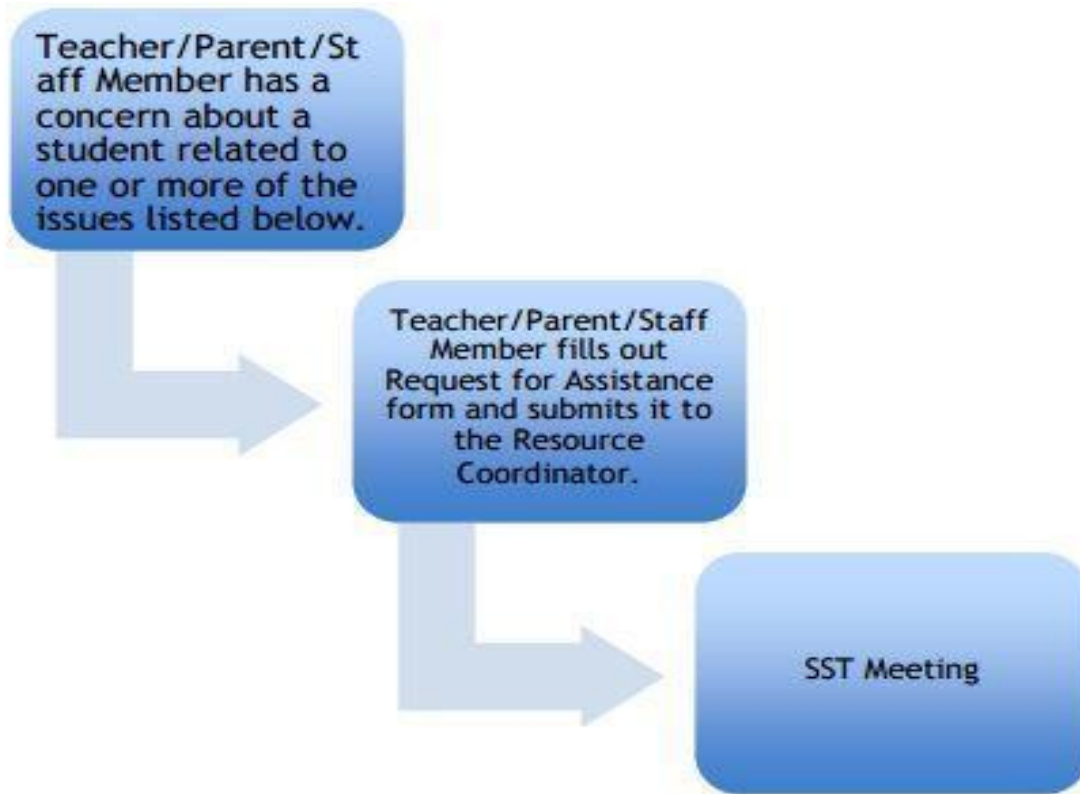 Teacher/Parent/St
aff Member has a
concern about a
student related to
one or more of the
issues listed below.
Teacher/Parent/Staff
Member fills out
Request for Assistance
form and submits it to
the Resource
Coordinator.
SST Meeting